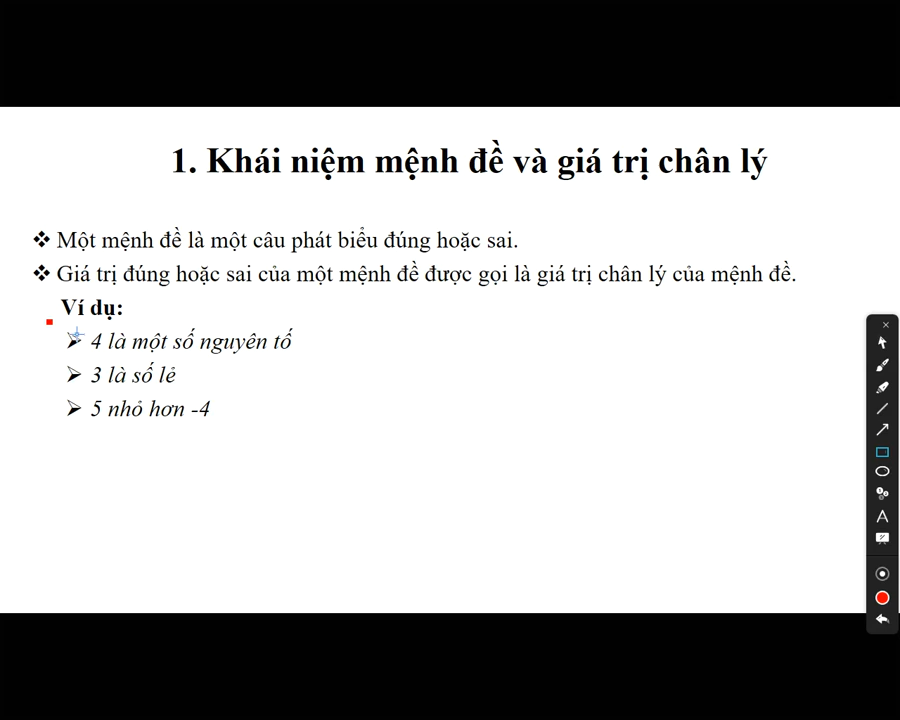 1. Khái niệm mệnh đề và giá trị chân lý
❖ Một mệnh đề là một câu phát biểu đúng hoặc sai.
❖ Giá trị đúng hoặc sai của một mệnh đề được gọi là giá trị chân lý của mệnh đề.
Ví dụ:
➢ 4 là một số nguyên tố
➢ 3 là số lẻ
➢ 5 nhỏ hơn -4